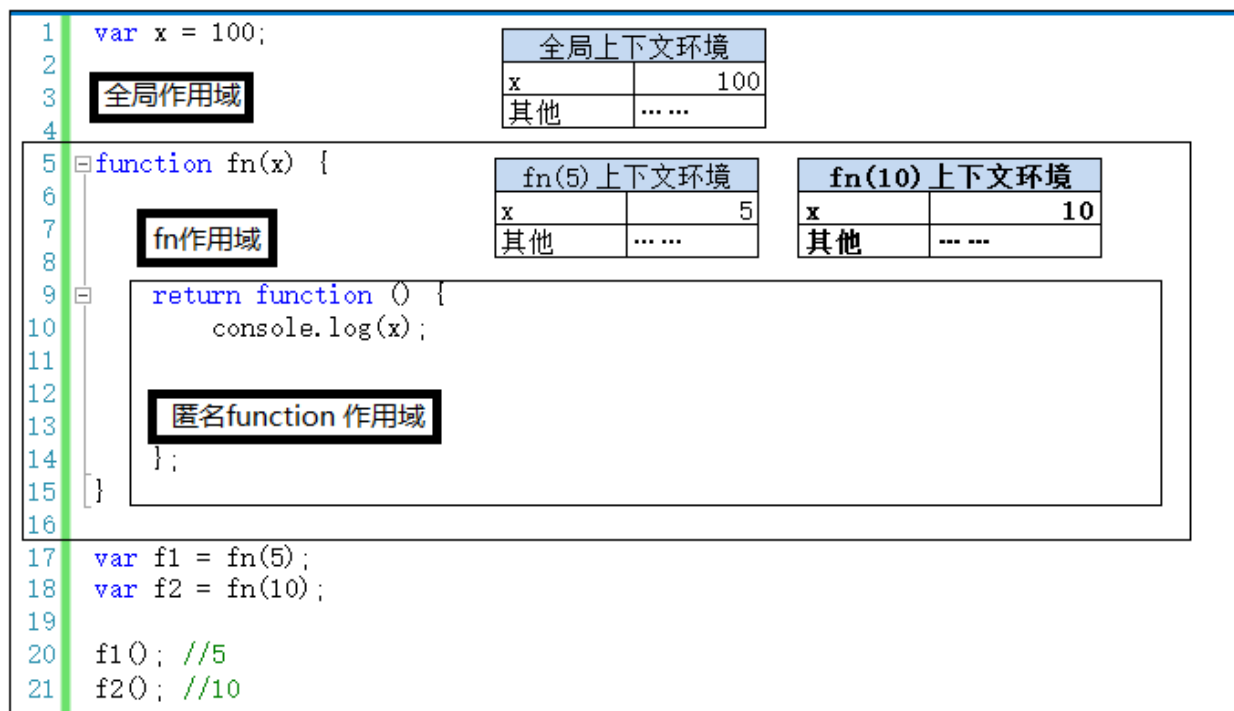 1 var x = 100;
全局上下文环境
2
x 100
3 全局作用域
其他 ……
4
5 function fn(x) {
fn(5)上下文环境 fn(10)上下文环境
6
x 5 x 10
7 fn作用域
其他 …… 其他 ……
8
9 return function () {
10 console.log(x);
11
12
匿名function 作用域
13
14 };
15 }
16
17 var f1 = fn(5);
18 var f2 = fn(10);
19
20 f1(); //5
21 f2(); //10